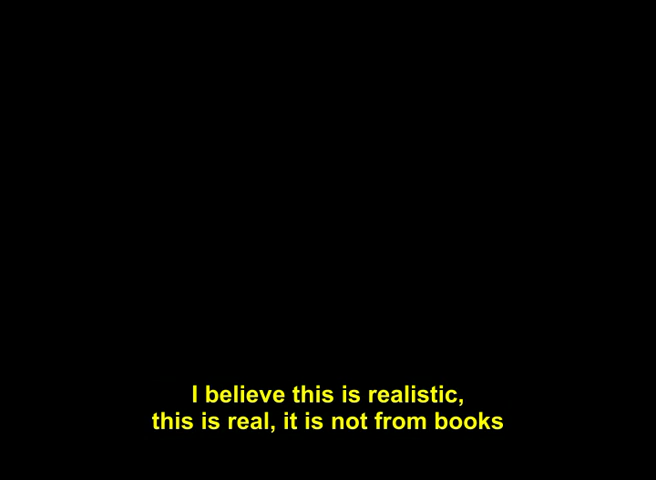 I believe this is realistic,
this is real, it is not from books